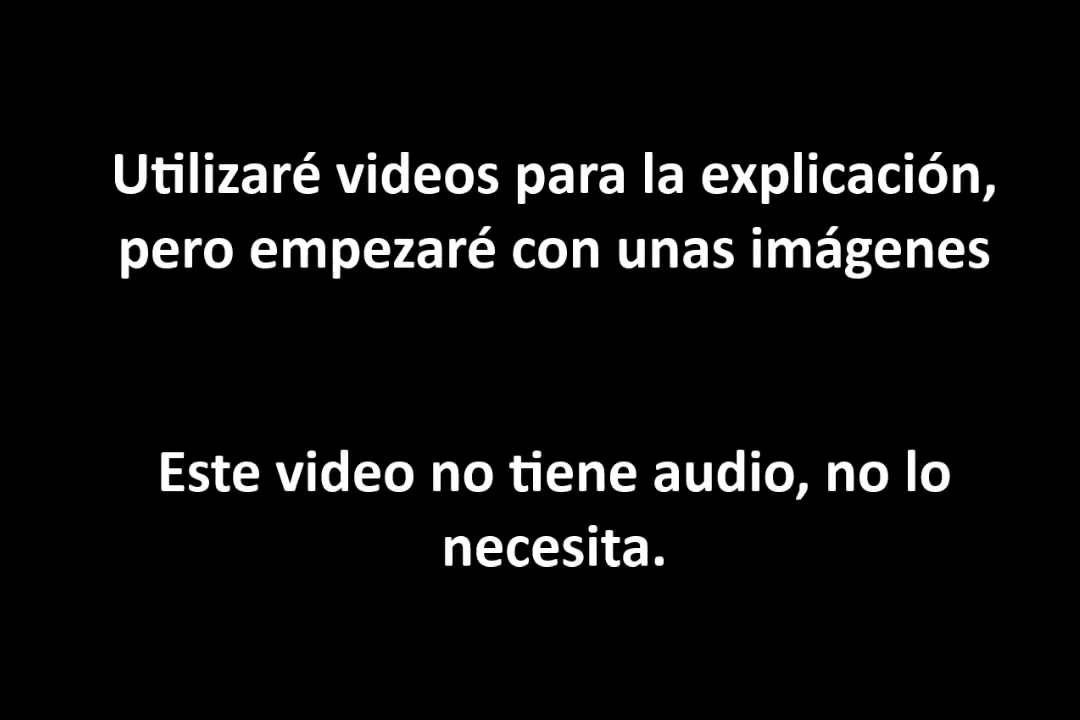 Utilizaré videos para la explicación,
pero empezaré con unas imágenes
Este video no tiene audio, no lo
necesita.